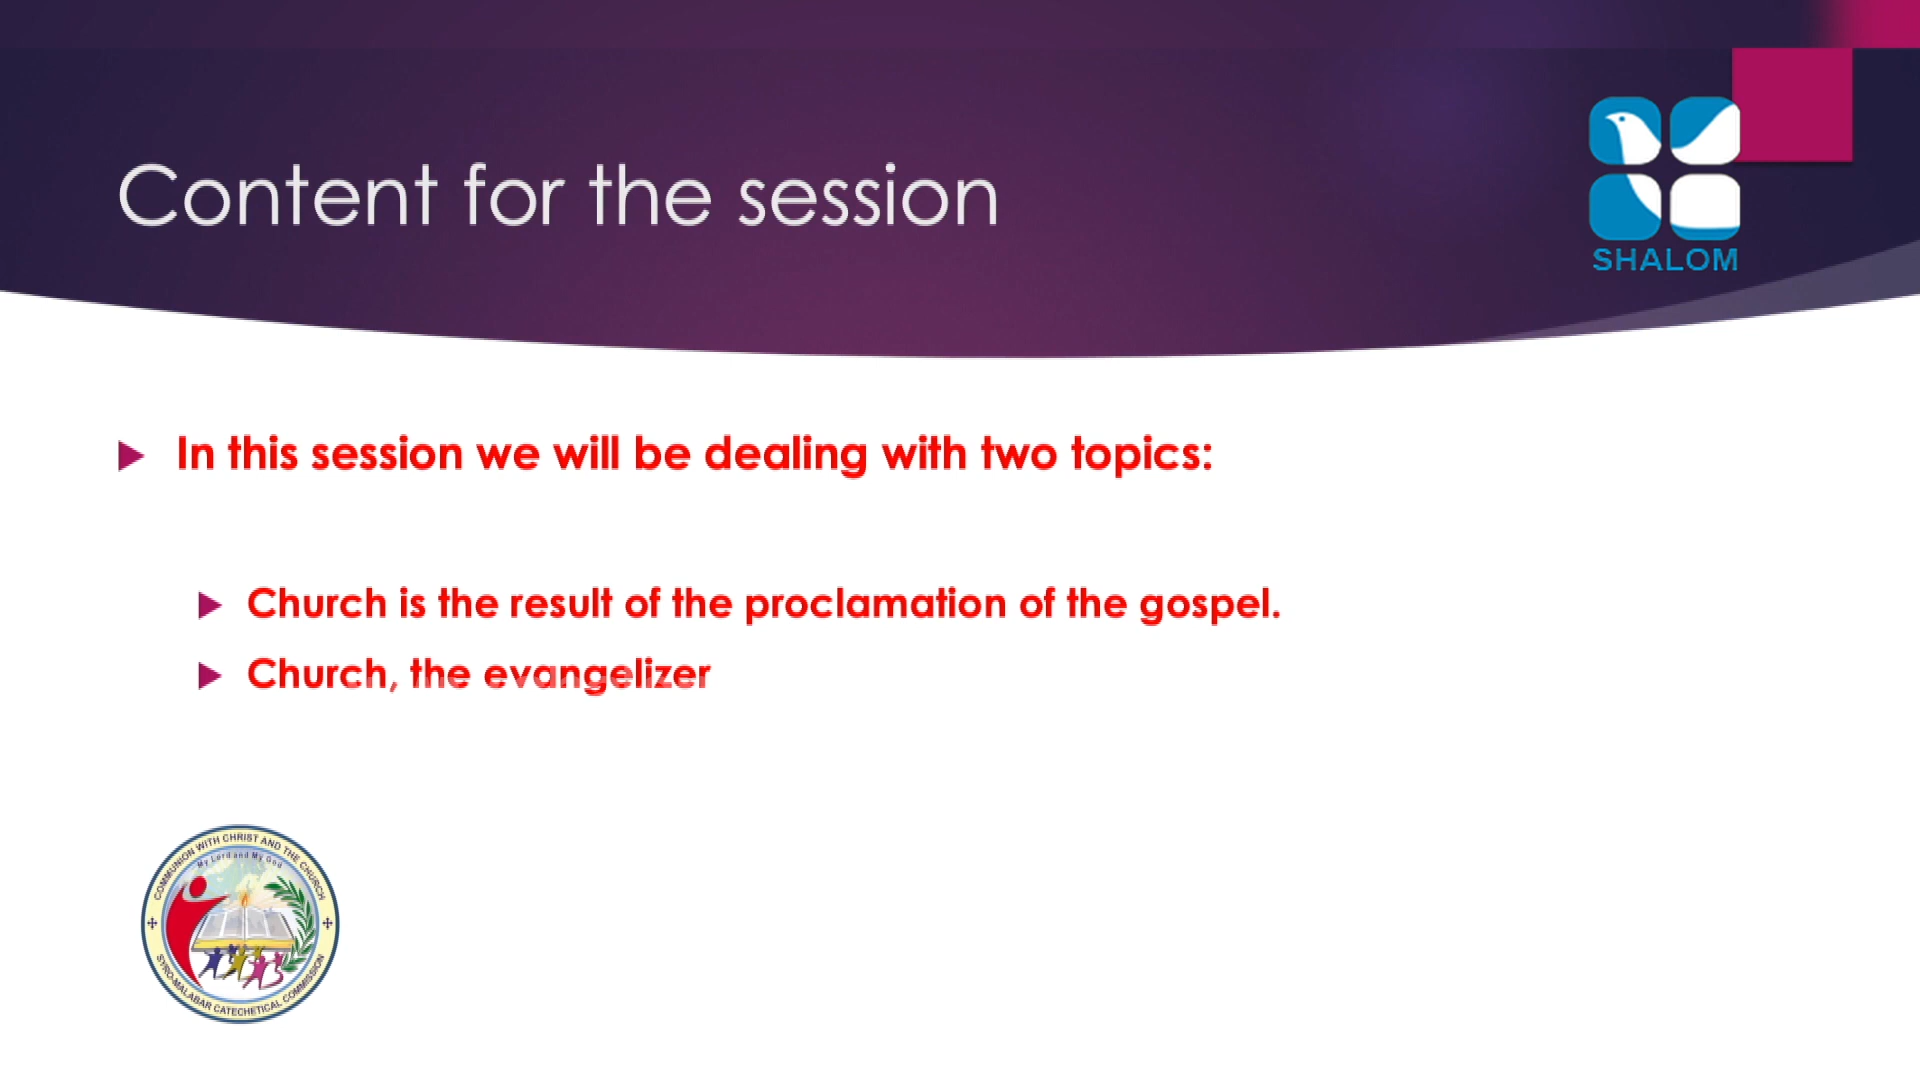 Content for the session
SHALOM
In this session we will be dealing with two topics:
Church is the result of the proclamation of the gospel.
Church, the evangelizer
COMMUNION WITH CHRIST AND THE CHURCH
My Lord and My God
SYRO-MALABAR CATECHETICAL COMMISSION